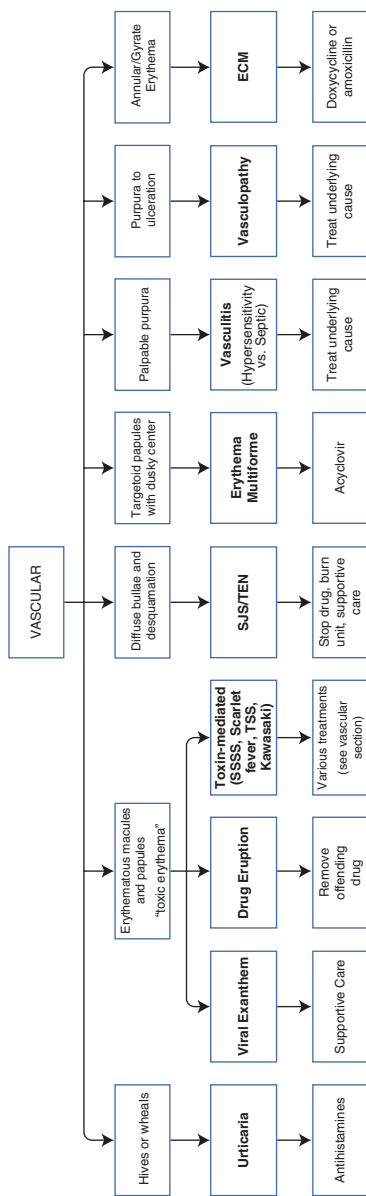 VASCULAR
Hives or wheals
Erythematous macules
and papules
“toxic erythema”
Diffuse bullae and
desquamation
Targetoid papules
with dusky center
Palpable purpura
Purpura to
ulceration
Annular/Gyrate
Erythema
Urticaria
Viral Exanthem
Drug Eruption
Toxin-mediated
(SSSS, Scarlet
fever, TSS,
Kawasaki)
SJS/TEN
Erythema
Multiforme
Vasculitis
(Hypersensitivity
vs. Septic)
Vasculopathy
ECM
Antihistamines
Supportive Care
Remove
offending
drug
Various treatments
(see vascular
section)
Stop drug, burn
unit, supportive
care
Acyclovir
Treat underlying
cause
Treat underlying
cause
Doxycycline or
amoxicillin